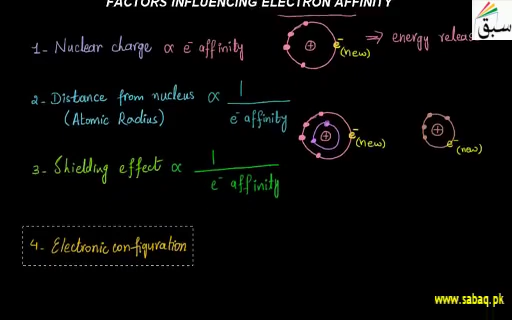 FACTORS INFLUENCING ELECTRON AFFINITY
سبق
1- Nuclear charge ∝ e⁻ affinity
e⁻ (new)
⇒ energy releas
2- Distance from nucleus ∝ 1 / e⁻ affinity
(Atomic Radius)
e⁻ (new)
e⁻ (new)
3- Shielding effect ∝ 1 / e⁻ affinity
4- Electronic configuration
www.sabaq.pk